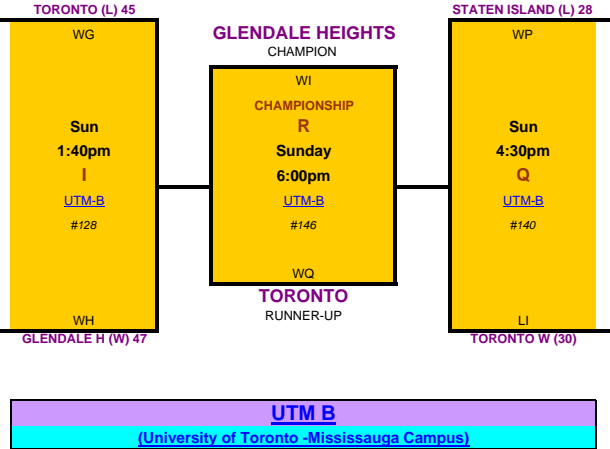 TORONTO (L) 45
WG
Sun
1:40pm
I
UTM-B
#128
WH
GLENDALE H (W) 47
GLENDALE HEIGHTS
CHAMPION
WI
CHAMPIONSHIP
R
Sunday
6:00pm
UTM-B
#146
WQ
TORONTO
RUNNER-UP
STATEN ISLAND (L) 28
WP
Sun
4:30pm
Q
UTM-B
#140
LI
TORONTO W (30)
UTM B
(University of Toronto -Mississauga Campus)